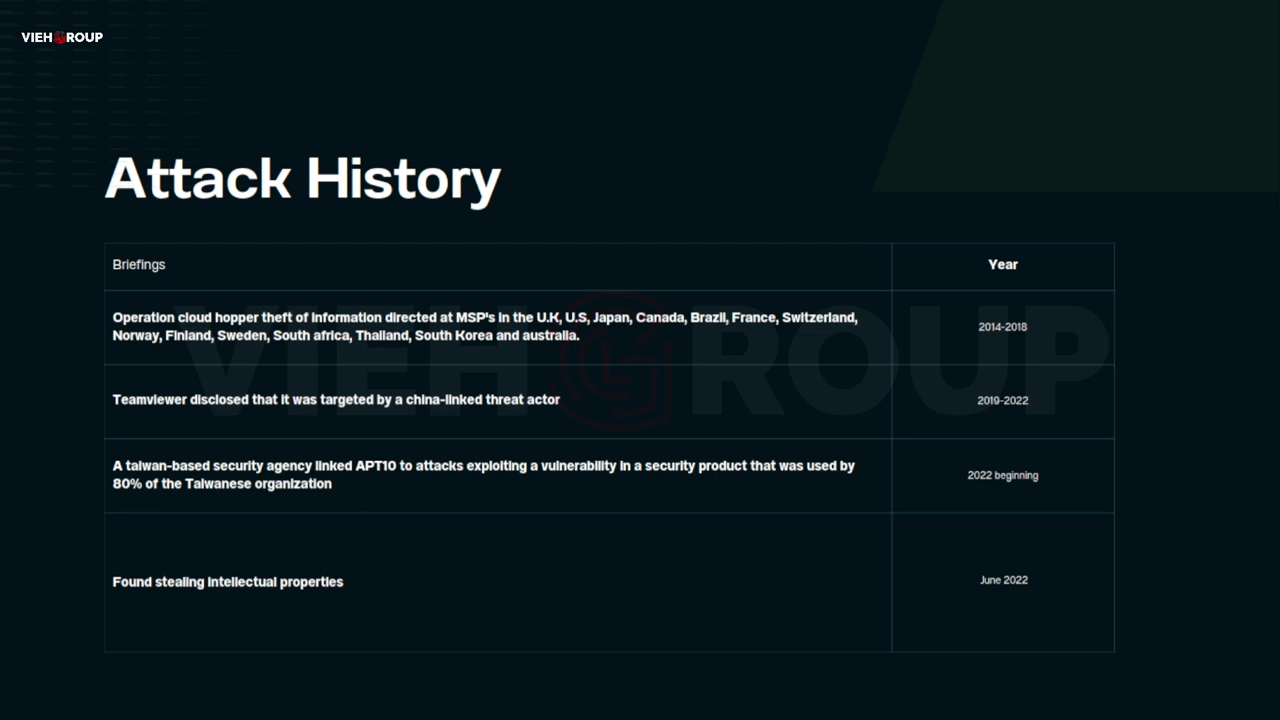 VIEH GROUP
Attack History
Briefings
Year
Operation cloud hopper theft of information directed at MSP's in the U.K, U.S, Japan, Canada, Brazil, France, Switzerland,
Norway, Finland, Sweden, South africa, Thailand, South Korea and australia.
2014-2018
Teamviewer disclosed that it was targeted by a china-linked threat actor
2019-2022
A taiwan-based security agency linked APT10 to attacks exploiting a vulnerability in a security product that was used by
80% of the Taiwanese organization
2022 beginning
Found stealing intellectual properties
June 2022
VIEH GROUP